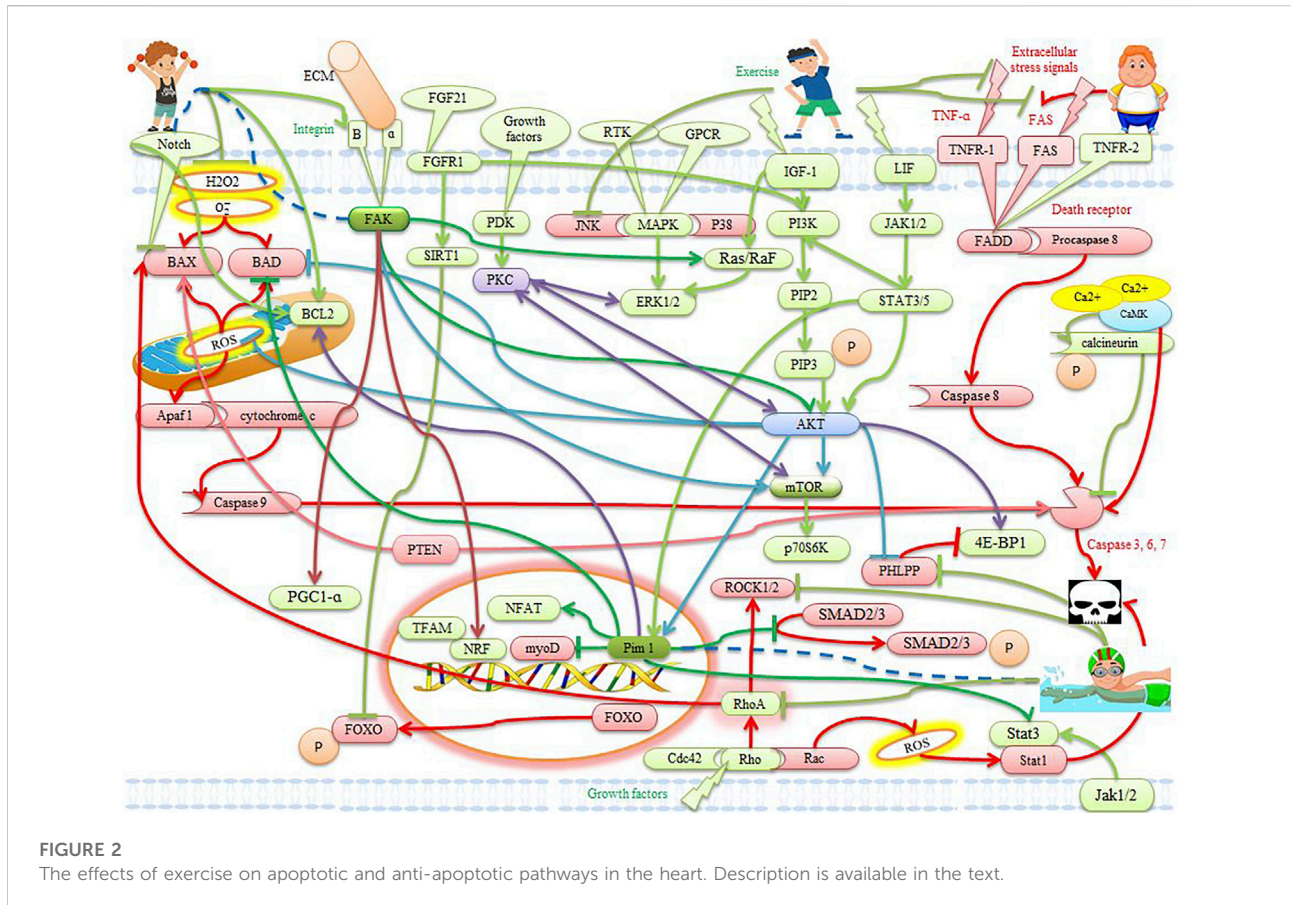 ECM
Exercise
Extracellular
stress signals
FGF21
Integrin
B
α
Growth
factors
RTK
GPCR
TNF-α
FAS
Notch
FGFR1
IGF-1
LIF
TNFR-1
FAS
TNFR-2
H2O2
O2-
FAK
PDK
JNK
MAPK
P38
PI3K
JAK1/2
Death receptor
FADD
Procaspase 8
BAX
BAD
SIRT1
PKC
Ras/RaF
ERK1/2
PIP2
STAT3/5
Ca2+
Ca2+
CaMK
BCL2
ROS
calcineurin
P
PIP3
P
Apaf 1
cytochrome c
AKT
Caspase 8
Caspase 9
mTOR
p70S6K
4E-BP1
Caspase 3, 6, 7
PTEN
PHLPP
PGC1-α
ROCK1/2
NFAT
SMAD2/3
TFAM
NRF
myoD
Pim 1
SMAD2/3
P
RhoA
FOXO
P
FOXO
ROS
Stat3
Stat1
Cdc42
Rho
Rac
Growth factors
Jak1/2
FIGURE 2
The effects of exercise on apoptotic and anti-apoptotic pathways in the heart. Description is available in the text.